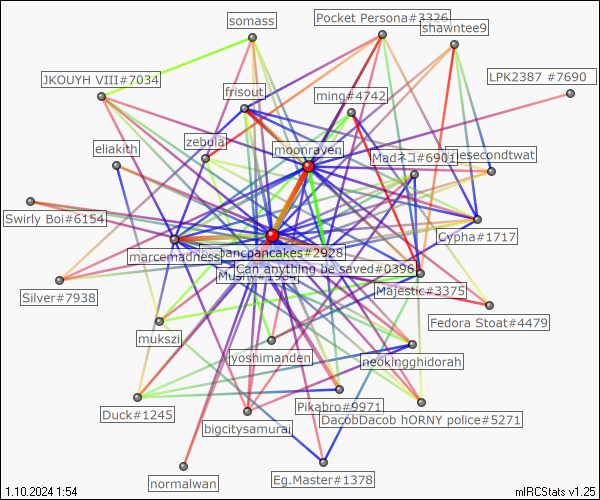 somass
Pocket Persona#3326
shawntee9
JKOUYH VIII#7034
LPK2387 #7690
frisout
ming#4742
eliakith
zebula
moonraven
Madネコ#6901
thesecondtwat
Swirly Boi#6154
Cypha#1717
marcemadness
pancpancakes#2928
Can anything be saved#0396
Silver#7938
Majestic#3375
Fedora Stoat#4479
mukszi
yoshimanden
neokingghidorah
Duck#1245
Pikabro#9971
DacobDacob hORNY police#5271
bigcitysamurai
normalwan
Eg.Master#1378
1.10.2024 1:54
mIRCStats v1.25